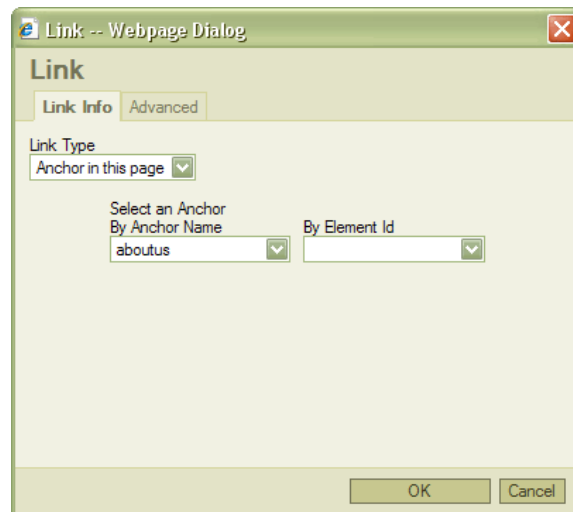 Link -- Webpage Dialog
Link
Link Info Advanced
Link Type
Anchor in this page
Select an Anchor
By Anchor Name By Element Id
aboutus
OK Cancel